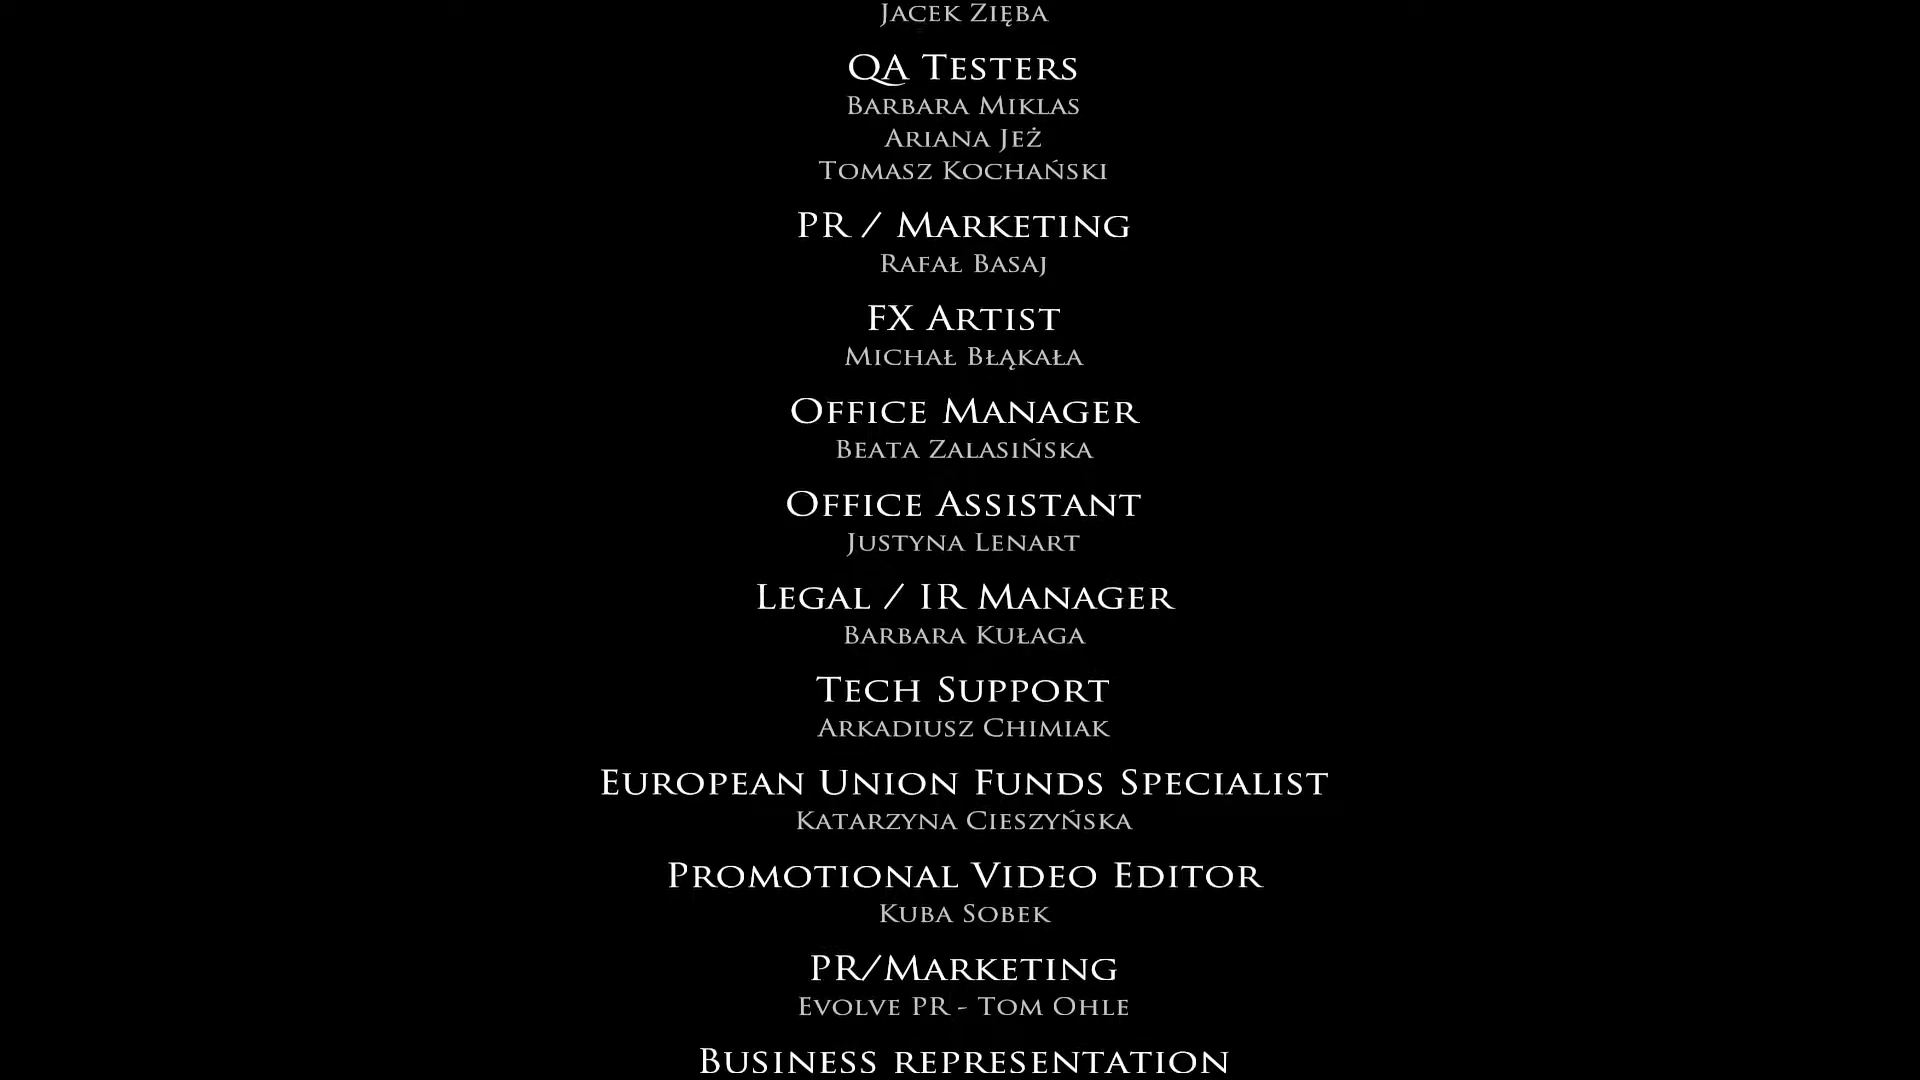 Jacek Zięba
QA Testers
Barbara Miklas
Ariana Jeż
Tomasz Kochański
PR / Marketing
Rafał Basaj
FX Artist
Michał Błąkała
Office Manager
Beata Zalasińska
Office Assistant
Justyna Lenart
Legal / IR Manager
Barbara Kułaga
Tech Support
Arkadiusz Chimiak
European Union Funds Specialist
Katarzyna Cieszyńska
Promotional Video Editor
Kuba Sobek
PR/Marketing
Evolve PR - Tom Ohle
Business representation